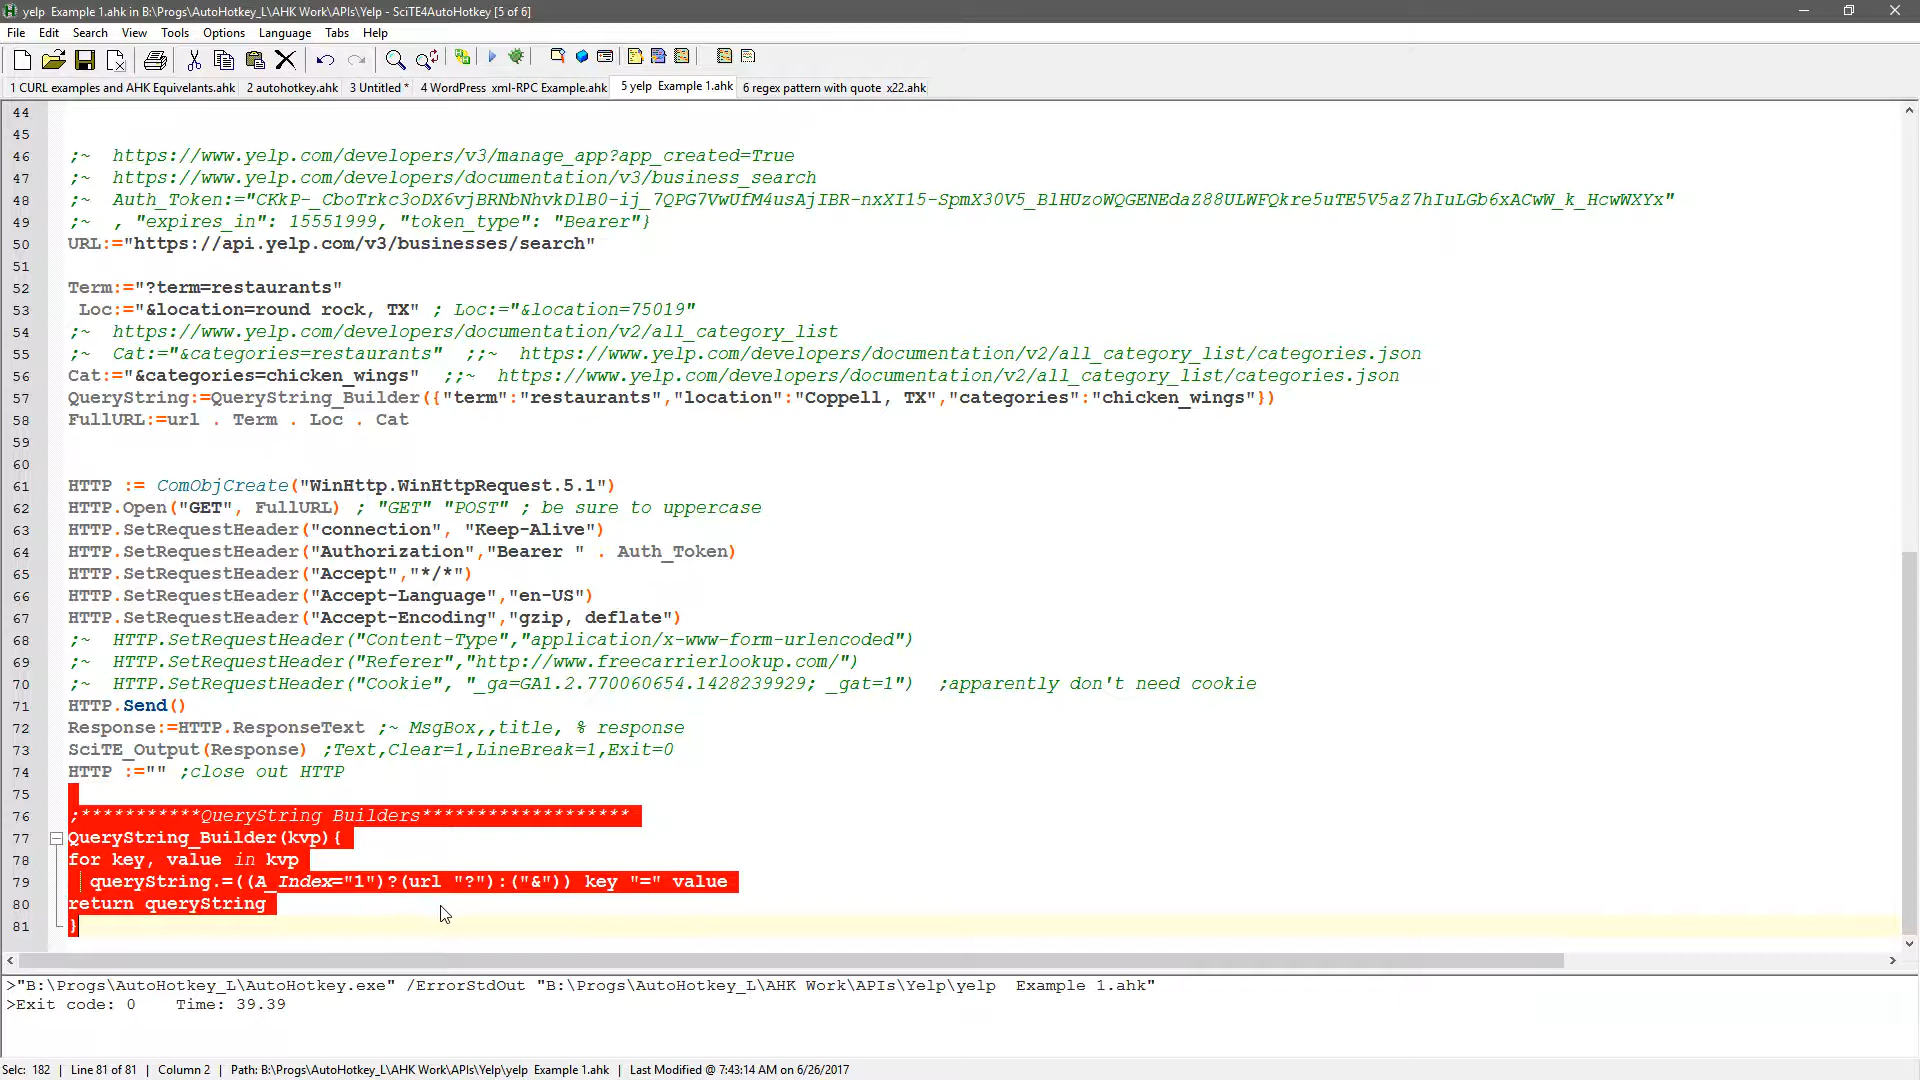 yelp  Example 1.ahk in B:\Progs\AutoHotkey_L\AHK Work\APIs\Yelp - SciTE4AutoHotkey [5 of 6]
File Edit Search View Tools Options Language Tabs Help
1 CURL examples and AHK Equivelants.ahk 2 autohotkey.ahk 3 Untitled * 4 WordPress  xml-RPC Example.ahk 5 yelp  Example 1.ahk 6 regex pattern with quote  x22.ahk
44
45
46 ;~  https://www.yelp.com/developers/v3/manage_app?app_created=True
47 ;~  https://www.yelp.com/developers/documentation/v3/business_search
48 ;~  Auth_Token:="CKkP-_CboTrkc3oDX6vjBRNbNhvkDlB0-ij_7QPG7VwUfM4usAjIBR-nxXI15-SpmX30V5_BlHUzoWQGENEdaZ88ULWFQkre5uTE5V5aZ7hIuLGb6xACwW_k_HcwWXYx"
49 ;~  , "expires_in": 15551999, "token_type": "Bearer"}
50 URL:="https://api.yelp.com/v3/businesses/search"
51
52 Term:="?term=restaurants"
53  Loc:="&location=round rock, TX" ; Loc:="&location=75019"
54 ;~  https://www.yelp.com/developers/documentation/v2/all_category_list
55 ;~  Cat:="&categories=restaurants"  ;;~  https://www.yelp.com/developers/documentation/v2/all_category_list/categories.json
56 Cat:="&categories=chicken_wings"  ;;~  https://www.yelp.com/developers/documentation/v2/all_category_list/categories.json
57 QueryString:=QueryString_Builder({"term":"restaurants","location":"Coppell, TX","categories":"chicken_wings"})
58 FullURL:=url . Term . Loc . Cat
59
60
61 HTTP := ComObjCreate("WinHttp.WinHttpRequest.5.1")
62 HTTP.Open("GET", FullURL) ; "GET" "POST" ; be sure to uppercase
63 HTTP.SetRequestHeader("connection", "Keep-Alive")
64 HTTP.SetRequestHeader("Authorization","Bearer " . Auth_Token)
65 HTTP.SetRequestHeader("Accept","*/*")
66 HTTP.SetRequestHeader("Accept-Language","en-US")
67 HTTP.SetRequestHeader("Accept-Encoding","gzip, deflate")
68 ;~  HTTP.SetRequestHeader("Content-Type","application/x-www-form-urlencoded")
69 ;~  HTTP.SetRequestHeader("Referer","http://www.freecarrierlookup.com/")
70 ;~  HTTP.SetRequestHeader("Cookie", "_ga=GA1.2.770060654.1428239929; _gat=1")  ;apparently don't need cookie
71 HTTP.Send()
72 Response:=HTTP.ResponseText ;~ MsgBox,,title, % response
73 SciTE_Output(Response) ;Text,Clear=1,LineBreak=1,Exit=0
74 HTTP :="" ;close out HTTP
75
76 ;***********QueryString Builders*******************
77 QueryString_Builder(kvp){
78 for key, value in kvp
79   queryString.=((A_Index="1")?(url "?"):("&")) key "=" value
80 return queryString
81 }
>"B:\Progs\AutoHotkey_L\AutoHotkey.exe" /ErrorStdOut "B:\Progs\AutoHotkey_L\AHK Work\APIs\Yelp\yelp  Example 1.ahk"
>Exit code: 0    Time: 39.39
Selc: 182 | Line 81 of 81 | Column 2 | Path: B:\Progs\AutoHotkey_L\AHK Work\APIs\Yelp\yelp  Example 1.ahk | Last Modified @ 7:43:14 AM on 6/26/2017